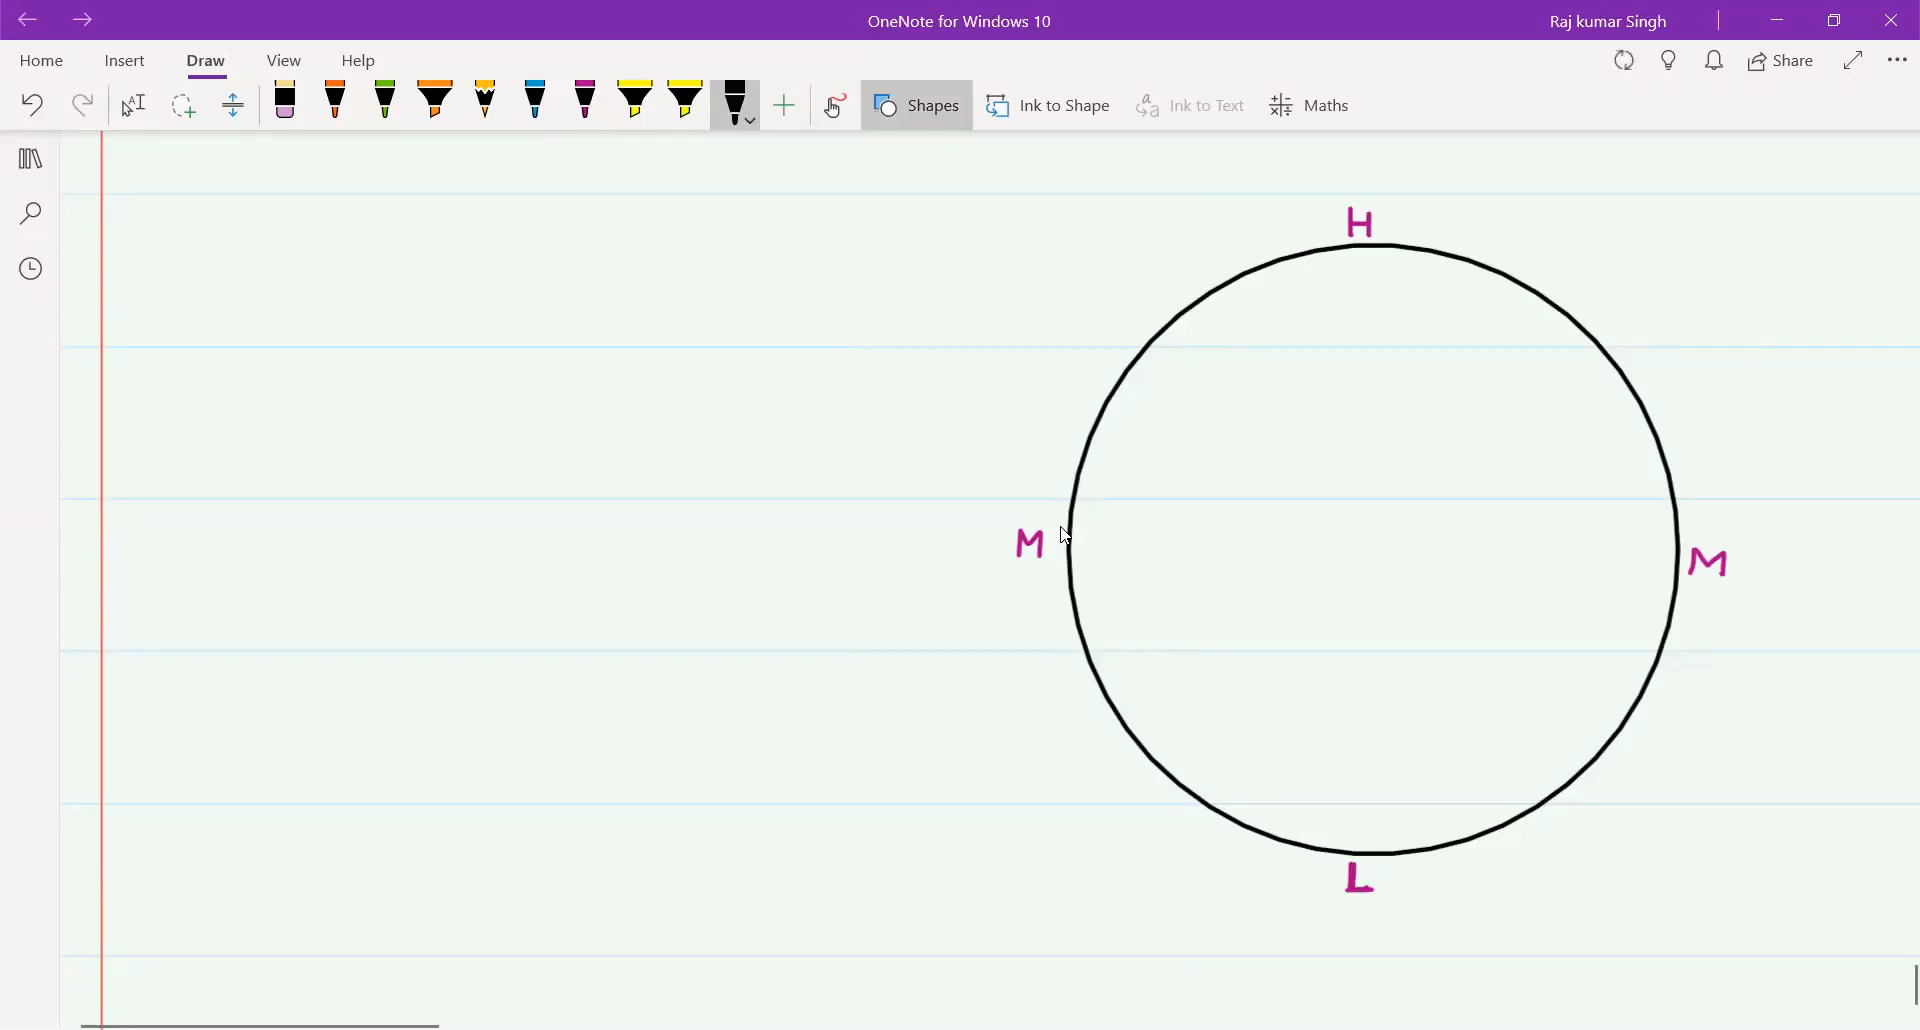 OneNote for Windows 10
Raj kumar Singh
Home Insert Draw View Help
Share
Shapes Ink to Shape Ink to Text Maths
H
M
M
L